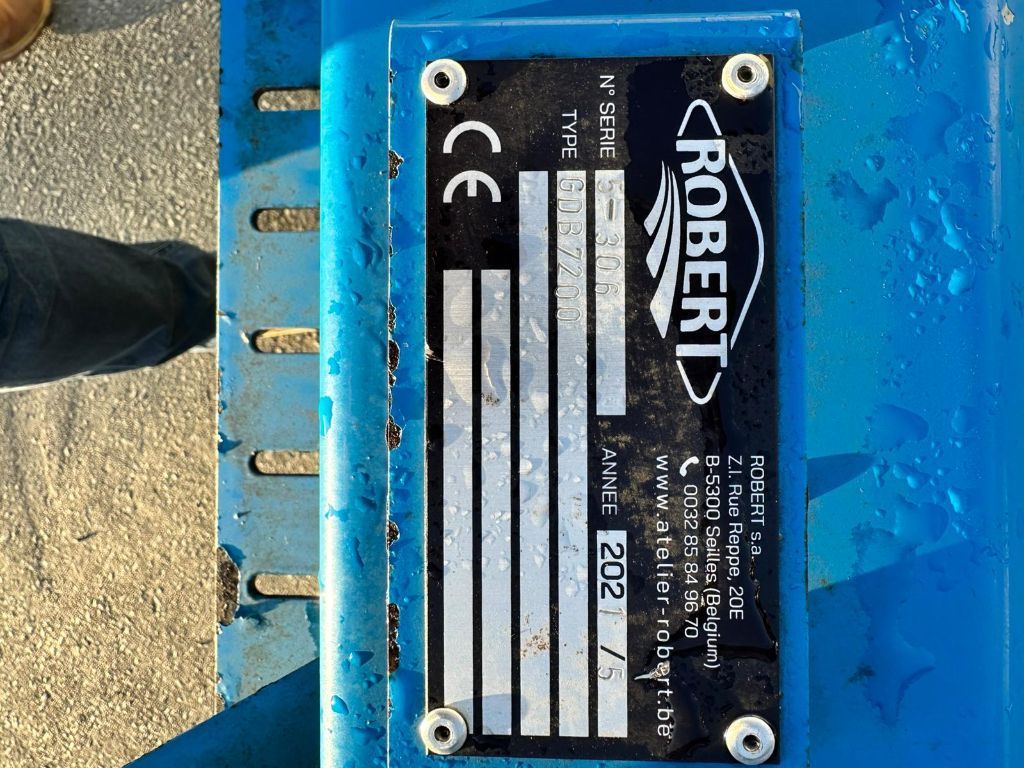 ROBERT
ROBERT s.a.
Z.I. Rue Reppe, 20E
B-5300 Seilles (Belgium)
0032.85 84 96 70
www.atelier-robert.be
N° SERIE 5-306 ANNEE 2021/5
TYPE GDB7200
CE